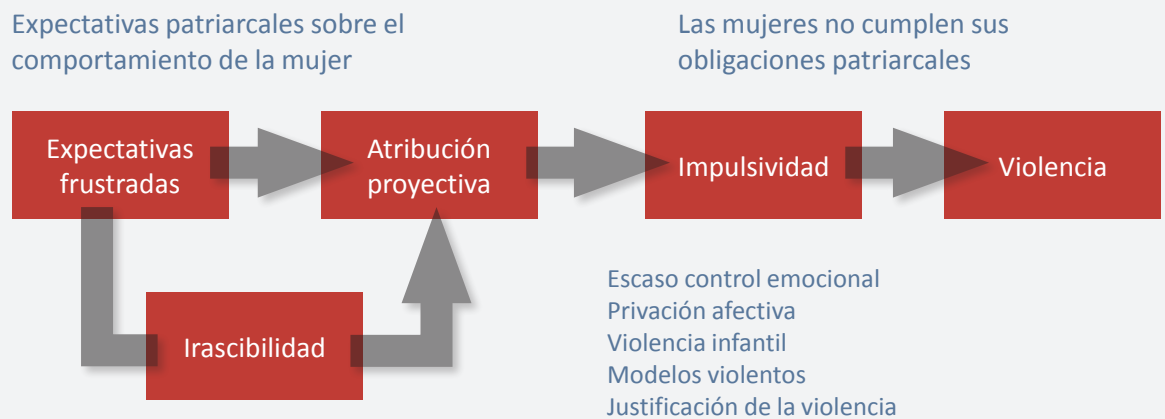 Expectativas patriarcales sobre el
comportamiento de la mujer
Las mujeres no cumplen sus
obligaciones patriarcales
Expectativas
frustradas
Atribución
proyectiva
Impulsividad
Violencia
Irascibilidad
Escaso control emocional
Privación afectiva
Violencia infantil
Modelos violentos
Justificación de la violencia